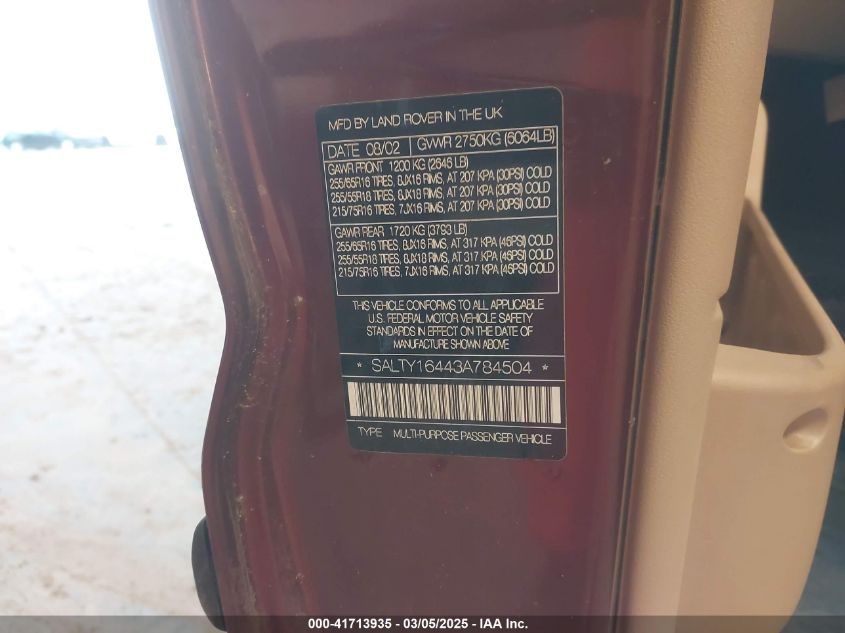 MFD BY LAND ROVER IN THE UK
DATE 08/02 GVWR 2750KG (6064LB)
GAWR FRONT 1200 KG (2646 LB)
255/65R16 TIRES, 8JX16 RIMS, AT 207 KPA (30PSI) COLD
255/55R18 TIRES, 8JX18 RIMS, AT 207 KPA (30PSI) COLD
215/75R16 TIRES, 7JX16 RIMS, AT 207 KPA (30PSI) COLD
GAWR REAR 1720 KG (3793 LB)
255/65R16 TIRES, 8JX16 RIMS, AT 317 KPA (46PSI) COLD
255/55R18 TIRES, 8JX18 RIMS, AT 317 KPA (46PSI) COLD
215/75R16 TIRES, 7JX16 RIMS, AT 317 KPA (46PSI) COLD
THIS VEHICLE CONFORMS TO ALL APPLICABLE
U.S. FEDERAL MOTOR VEHICLE SAFETY
STANDARDS IN EFFECT ON THE DATE OF
MANUFACTURE SHOWN ABOVE
* SALTY16443A784504 *
TYPE MULTI-PURPOSE PASSENGER VEHICLE
000-41713935 - 03/05/2025 - IAA Inc.